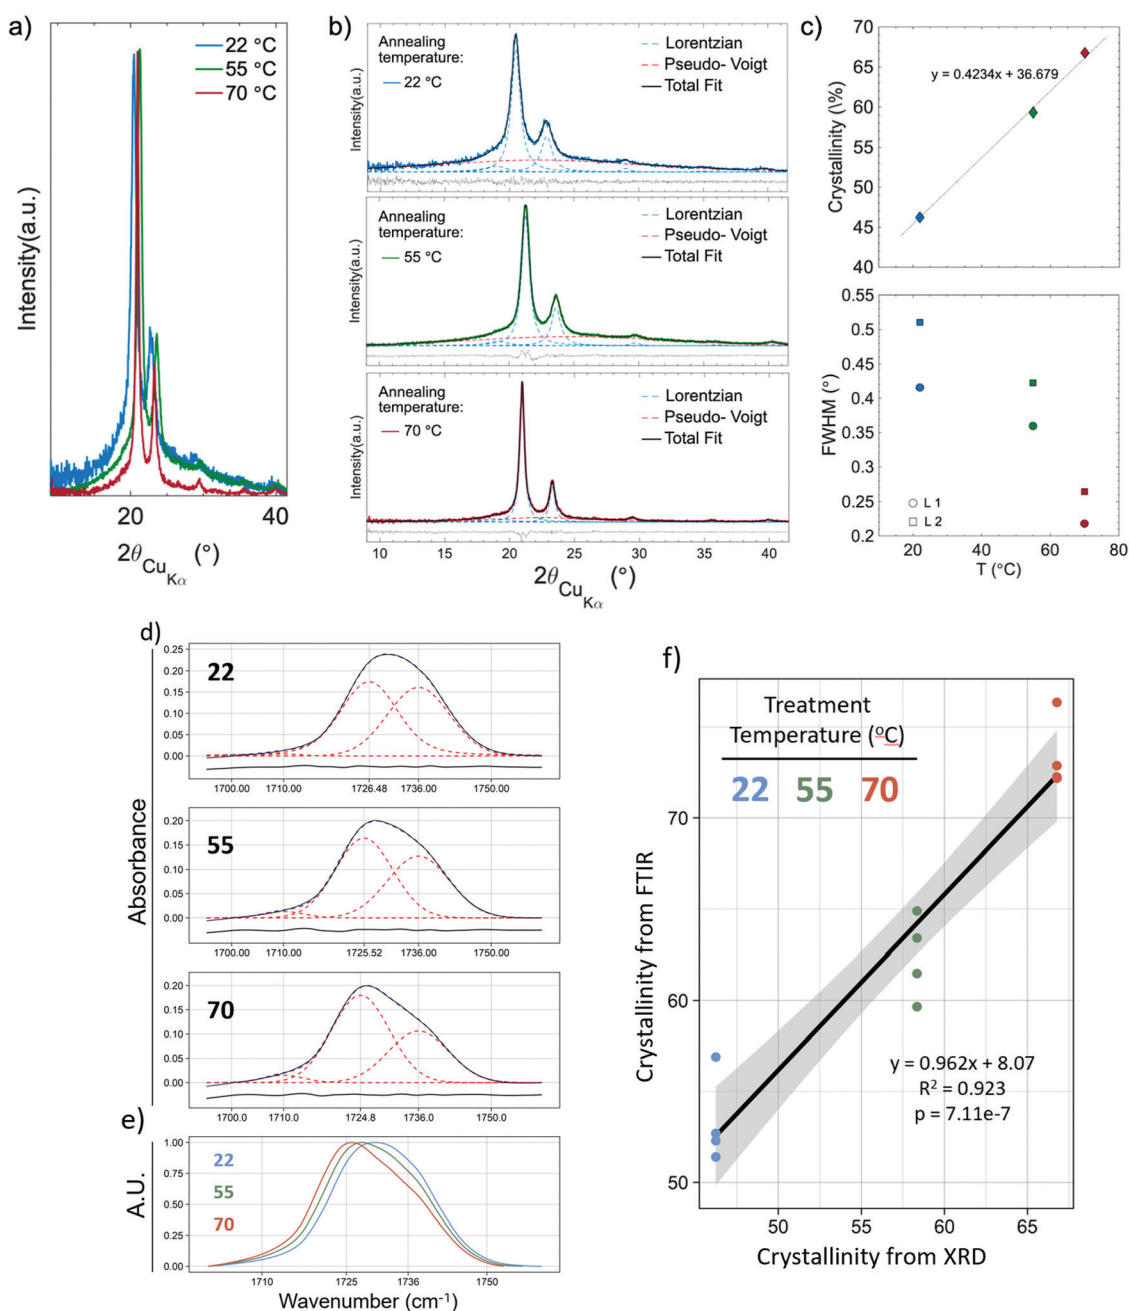 a)
22 °C
55 °C
70 °C
Intensity(a.u.)
20
40
2θCuKα (°)
b)
Annealing
temperature:
22 °C
Lorentzian
Pseudo- Voigt
Total Fit
Intensity(a.u.)
Annealing
temperature:
55 °C
Lorentzian
Pseudo- Voigt
Total Fit
Intensity(a.u.)
Annealing
temperature:
70 °C
Lorentzian
Pseudo- Voigt
Total Fit
Intensity(a.u.)
10 15 20 25 30 35 40
2θCuKα (°)
c)
70
65
60
55
50
45
40
Crystallinity (\%)
y = 0.4234x + 36.679
0.55
0.5
0.45
0.4
0.35
0.3
0.25
0.2
FWHM (°)
L 1
L 2
20 40 60 80
T (°C)
d)
Absorbance
22
0.25
0.20
0.15
0.10
0.05
0.00
1700.00 1710.00 1726.48 1736.00 1750.00
55
0.20
0.15
0.10
0.05
0.00
1700.00 1710.00 1725.52 1736.00 1750.00
70
0.20
0.15
0.10
0.05
0.00
1700.0 1710.0 1724.8 1736.0 1750.0
e)
A.U.
1.00
0.75
0.50
0.25
0.00
22
55
70
1710 1725 1736 1750
Wavenumber (cm⁻¹)
f)
Treatment
Temperature (ºC)
22 55 70
Crystallinity from FTIR
70
60
50
y = 0.962x + 8.07
R² = 0.923
p = 7.11e-7
50 55 60 65
Crystallinity from XRD